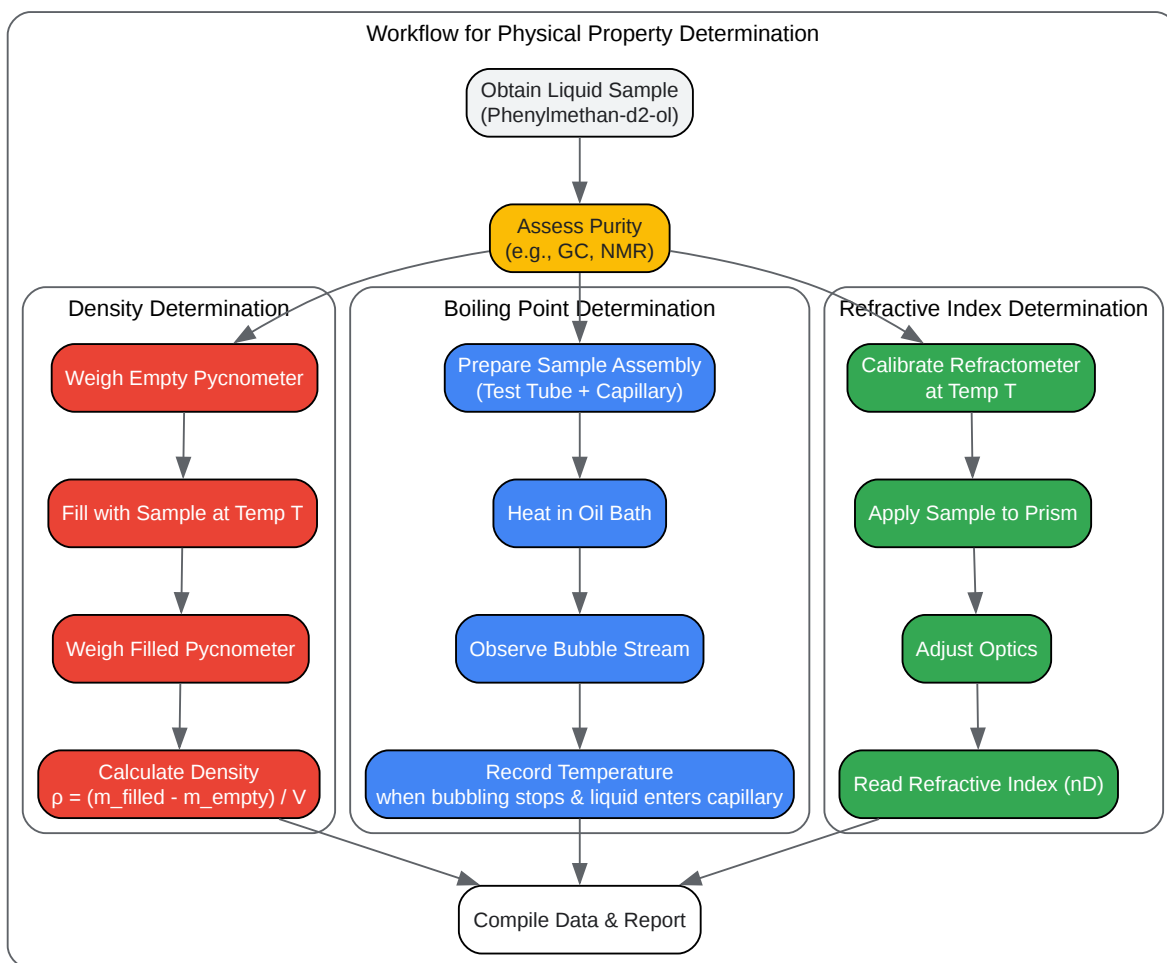 Workflow for Physical Property Determination
Obtain Liquid Sample
(Phenylmethan-d2-ol)
Assess Purity
(e.g., GC, NMR)
Density Determination
Weigh Empty Pycnometer
Fill with Sample at Temp T
Weigh Filled Pycnometer
Calculate Density
ρ = (m_filled - m_empty) / V
Boiling Point Determination
Prepare Sample Assembly
(Test Tube + Capillary)
Heat in Oil Bath
Observe Bubble Stream
Record Temperature
when bubbling stops & liquid enters capillary
Refractive Index Determination
Calibrate Refractometer
at Temp T
Apply Sample to Prism
Adjust Optics
Read Refractive Index (nD)
Compile Data & Report